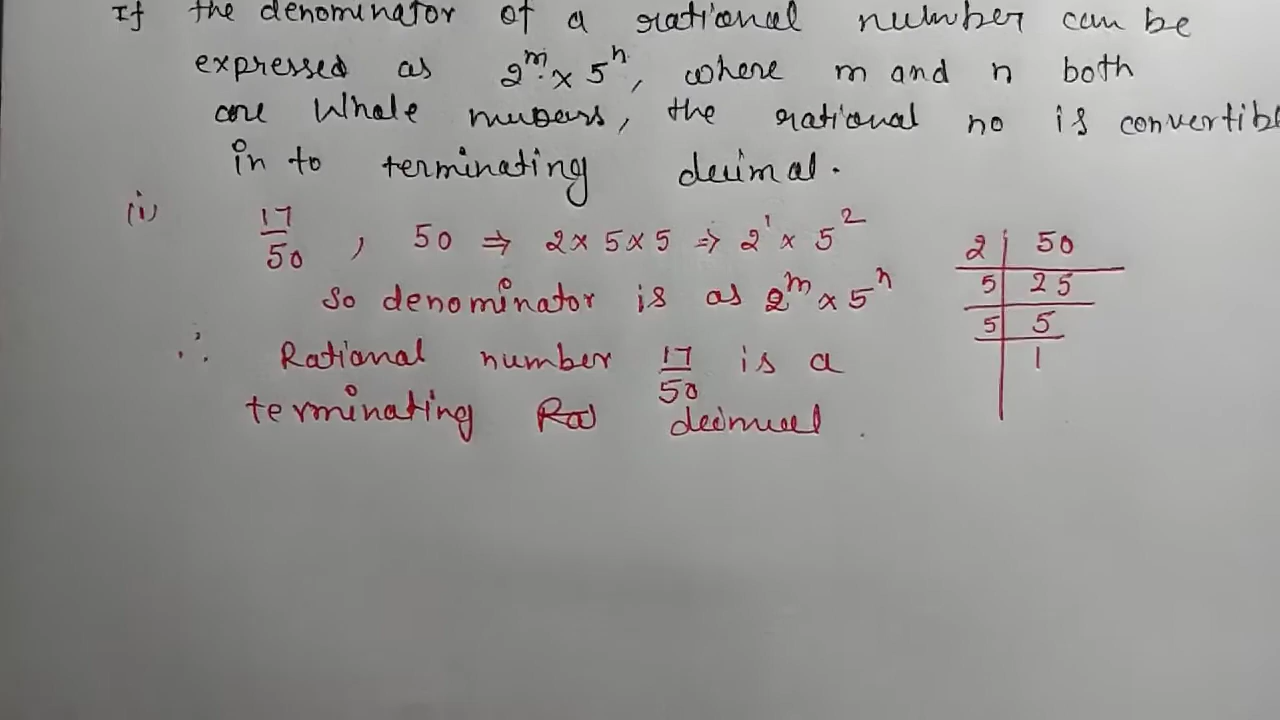 If the denominator of a rational number can be
expressed as 2^m × 5^n, where m and n both
are Whole numbers, the rational no is convertib
in to terminating decimal.
(i) 17/50 , 50 ⇒ 2 × 5 × 5 ⇒ 2^1 × 5^2
so denominator is as 2^m × 5^n
∴ Rational number 17/50 is a
terminating Ra decimal .
2 | 50
5 | 25
5 | 5
1